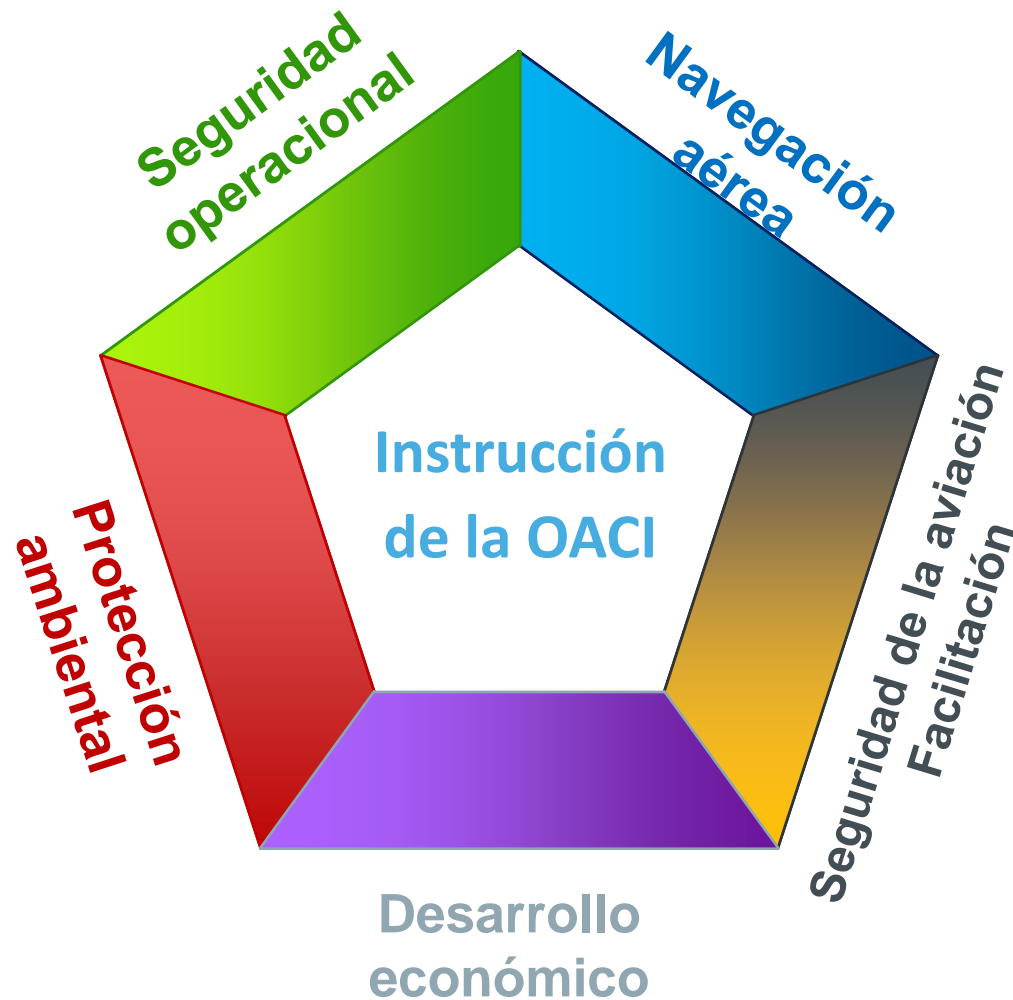 Seguridad
operacional
Navegación
aérea
Instrucción
de la OACI
Seguridad de la aviación
Facilitación
Protección
ambiental
Desarrollo
económico